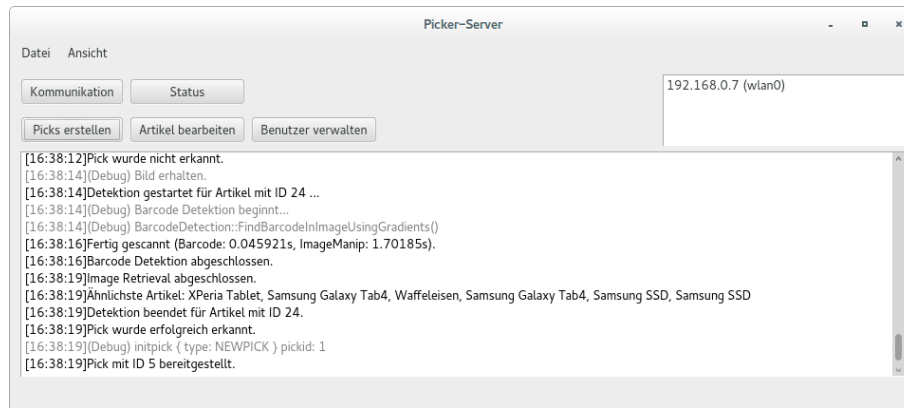 Picker-Server
Datei Ansicht
Kommunikation Status
192.168.0.7 (wlan0)
Picks erstellen Artikel bearbeiten Benutzer verwalten
[16:38:12]Pick wurde nicht erkannt.
[16:38:14](Debug) Bild erhalten.
[16:38:14]Detektion gestartet für Artikel mit ID 24 ...
[16:38:14](Debug) Barcode Detektion beginnt...
[16:38:14](Debug) BarcodeDetection::FindBarcodeInImageUsingGradients()
[16:38:16]Fertig gescannt (Barcode: 0.045921s, ImageManip: 1.70185s).
[16:38:16]Barcode Detektion abgeschlossen.
[16:38:19]Image Retrieval abgeschlossen.
[16:38:19]Ähnlichste Artikel: XPeria Tablet, Samsung Galaxy Tab4, Waffeleisen, Samsung Galaxy Tab4, Samsung SSD, Samsung SSD
[16:38:19]Detektion beendet für Artikel mit ID 24.
[16:38:19]Pick wurde erfolgreich erkannt.
[16:38:19](Debug) initpick { type: NEWPICK } pickid: 1
[16:38:19]Pick mit ID 5 bereitgestellt.